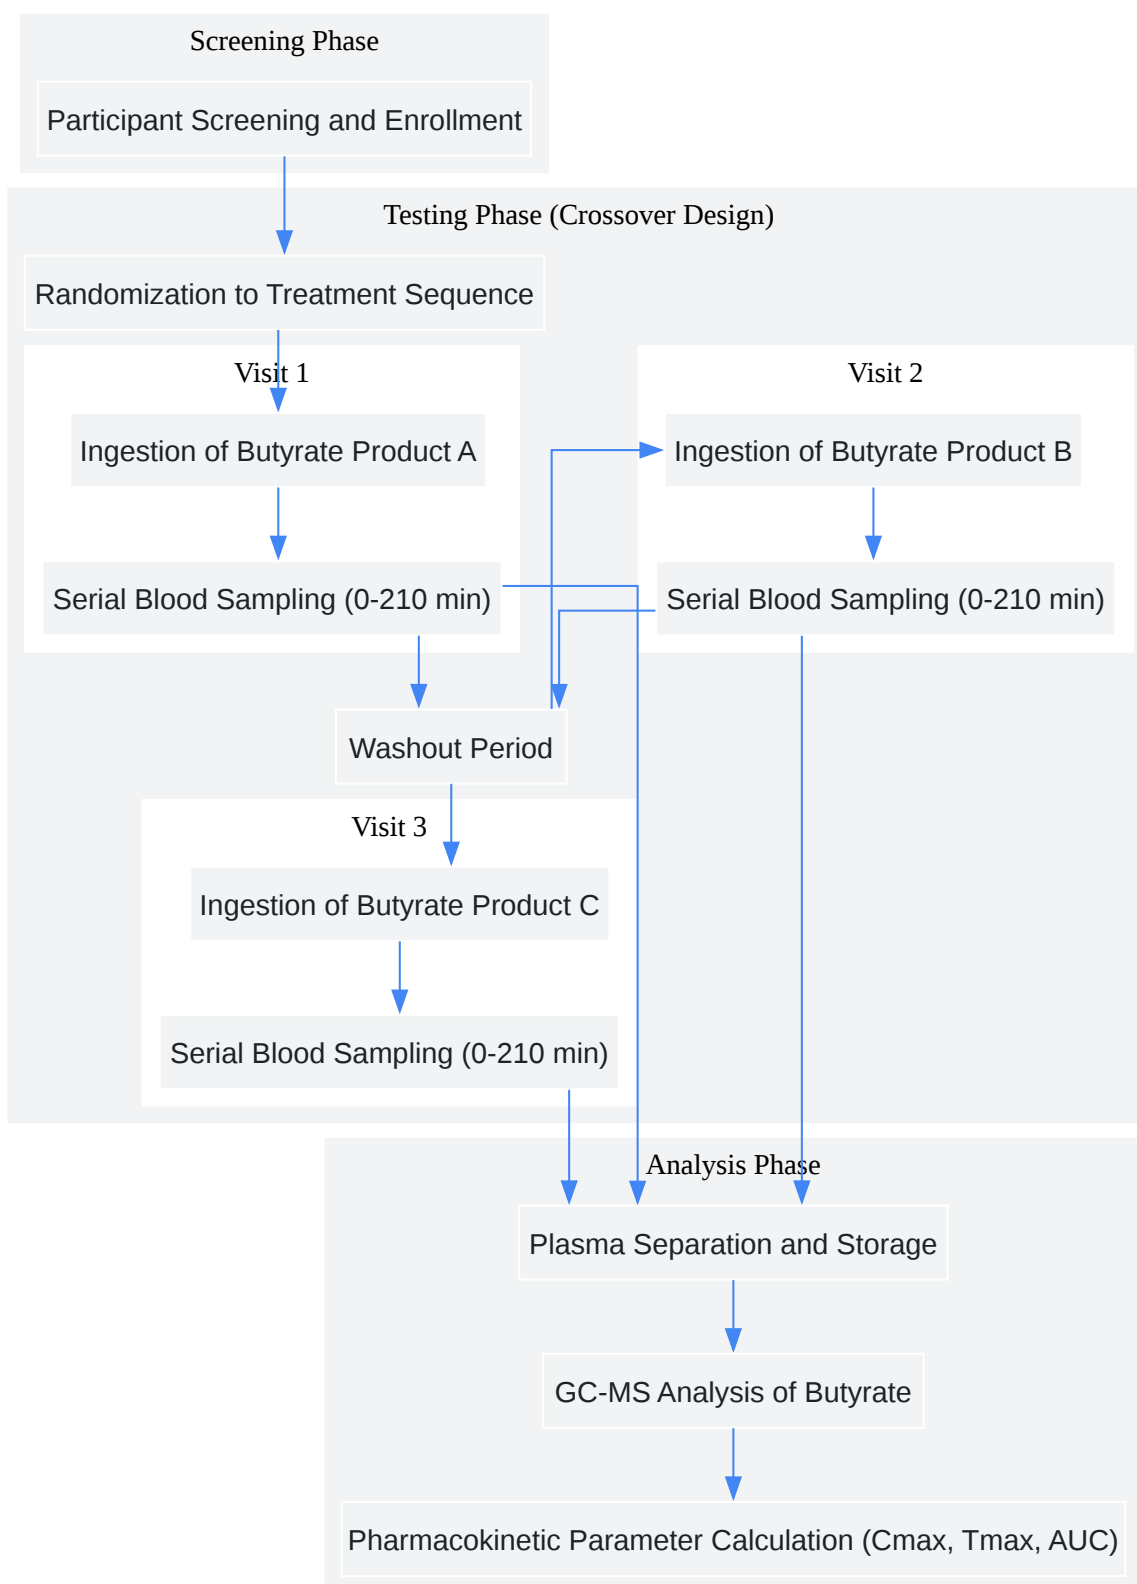 Screening Phase
Participant Screening and Enrollment
Testing Phase (Crossover Design)
Randomization to Treatment Sequence
Visit 1
Ingestion of Butyrate Product A
Serial Blood Sampling (0-210 min)
Visit 2
Ingestion of Butyrate Product B
Serial Blood Sampling (0-210 min)
Washout Period
Visit 3
Ingestion of Butyrate Product C
Serial Blood Sampling (0-210 min)
Analysis Phase
Plasma Separation and Storage
GC-MS Analysis of Butyrate
Pharmacokinetic Parameter Calculation (Cmax, Tmax, AUC)